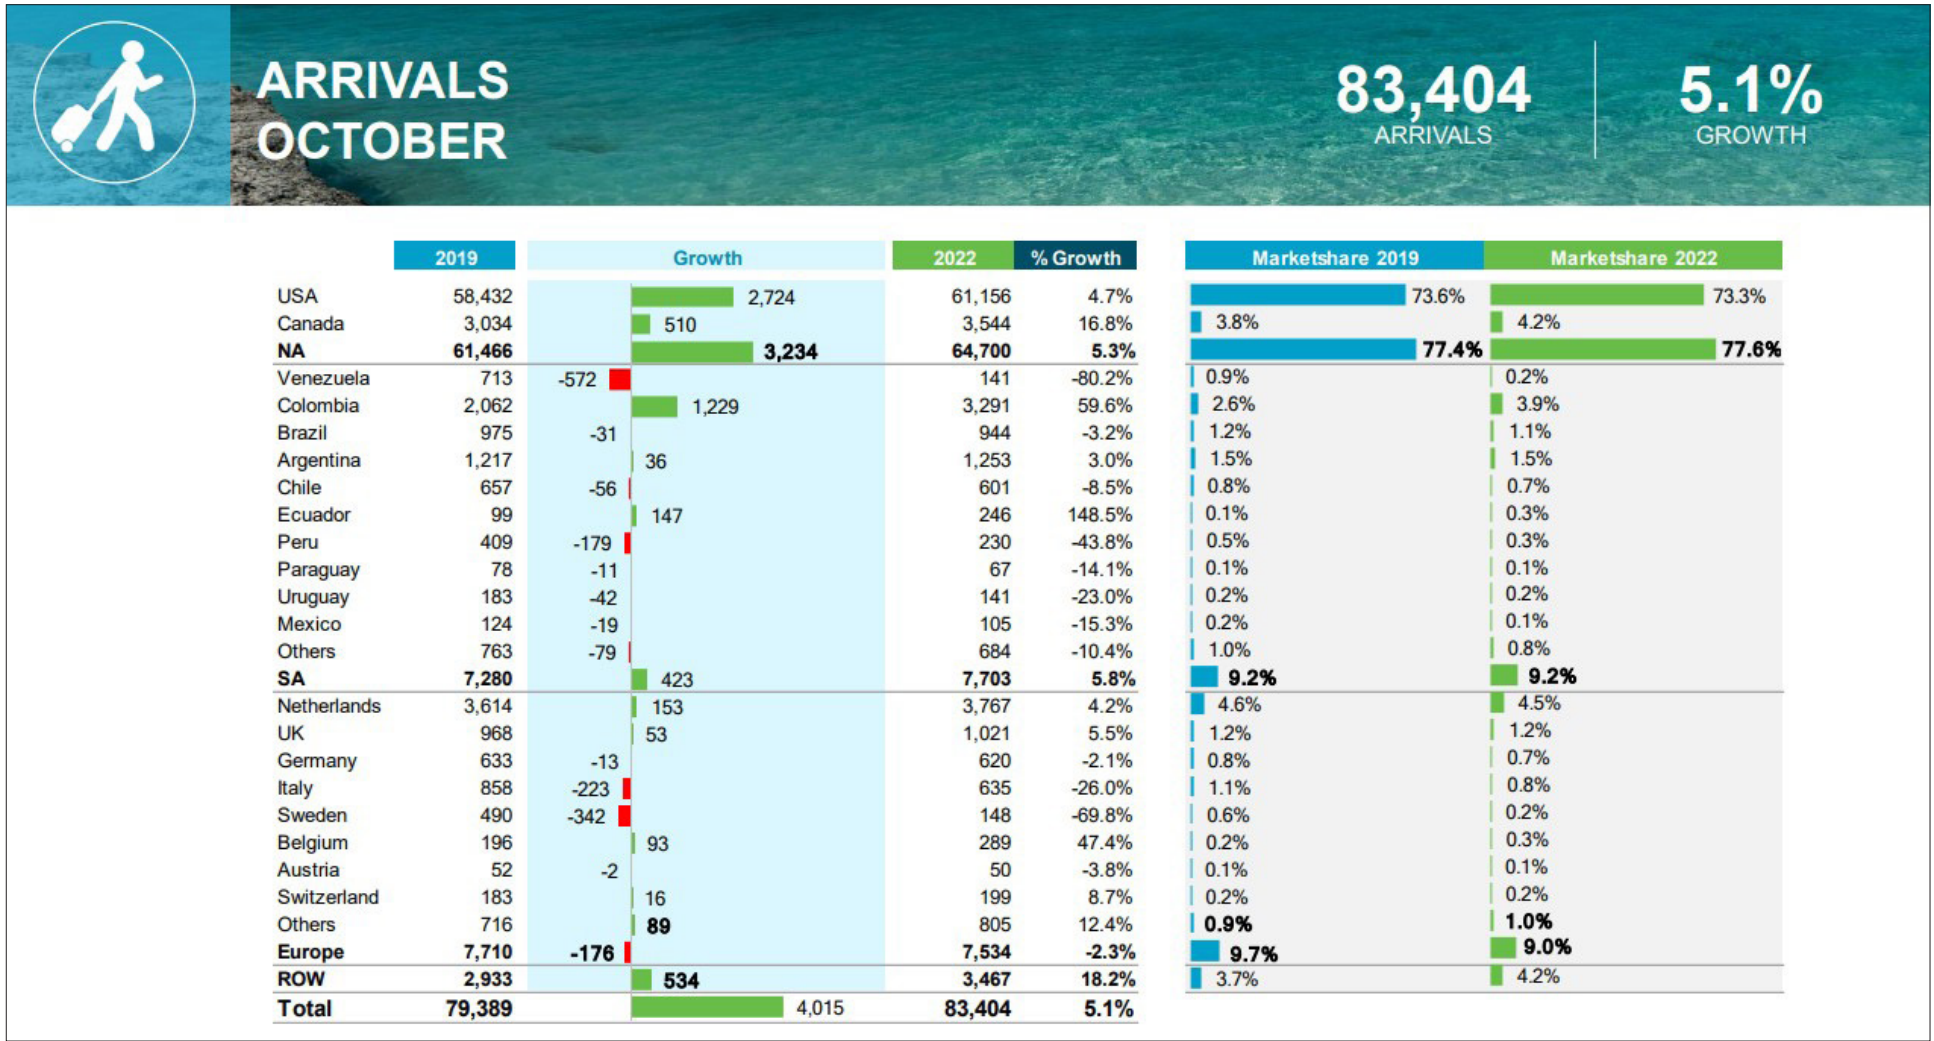 ARRIVALS
OCTOBER
83,404
ARRIVALS
5.1%
GROWTH
2019 Growth 2022 % Growth Marketshare 2019 Marketshare 2022
USA 58,432 2,724 61,156 4.7% 73.6% 73.3%
Canada 3,034 510 3,544 16.8% 3.8% 4.2%
NA 61,466 3,234 64,700 5.3% 77.4% 77.6%
Venezuela 713 -572 141 -80.2% 0.9% 0.2%
Colombia 2,062 1,229 3,291 59.6% 2.6% 3.9%
Brazil 975 -31 944 -3.2% 1.2% 1.1%
Argentina 1,217 36 1,253 3.0% 1.5% 1.5%
Chile 657 -56 601 -8.5% 0.8% 0.7%
Ecuador 99 147 246 148.5% 0.1% 0.3%
Peru 409 -179 230 -43.8% 0.5% 0.3%
Paraguay 78 -11 67 -14.1% 0.1% 0.1%
Uruguay 183 -42 141 -23.0% 0.2% 0.2%
Mexico 124 -19 105 -15.3% 0.2% 0.1%
Others 763 -79 684 -10.4% 1.0% 0.8%
SA 7,280 423 7,703 5.8% 9.2% 9.2%
Netherlands 3,614 153 3,767 4.2% 4.6% 4.5%
UK 968 53 1,021 5.5% 1.2% 1.2%
Germany 633 -13 620 -2.1% 0.8% 0.7%
Italy 858 -223 635 -26.0% 1.1% 0.8%
Sweden 490 -342 148 -69.8% 0.6% 0.2%
Belgium 196 93 289 47.4% 0.2% 0.3%
Austria 52 -2 50 -3.8% 0.1% 0.1%
Switzerland 183 16 199 8.7% 0.2% 0.2%
Others 716 89 805 12.4% 0.9% 1.0%
Europe 7,710 -176 7,534 -2.3% 9.7% 9.0%
ROW 2,933 534 3,467 18.2% 3.7% 4.2%
Total 79,389 4,015 83,404 5.1%